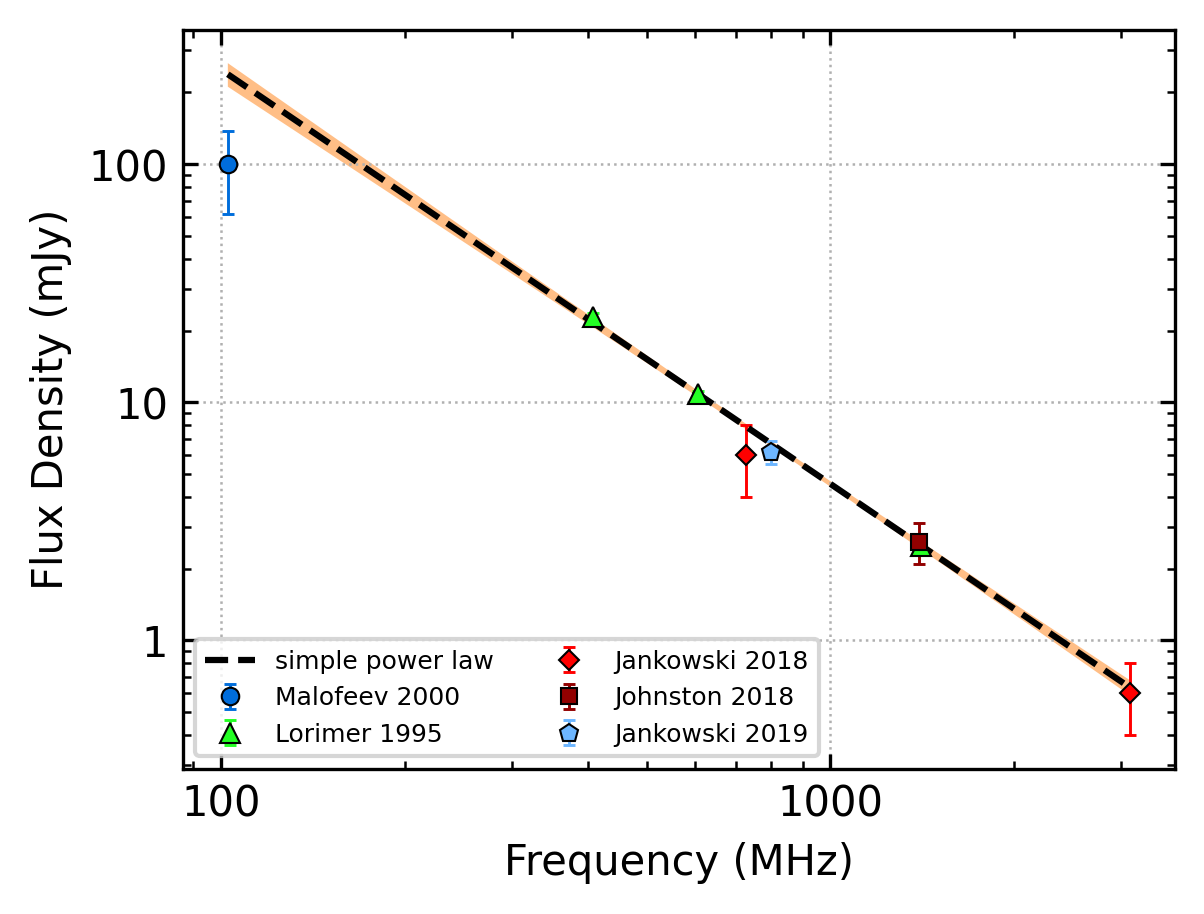 Flux Density (mJy)
100
10
1
simple power law
Malofeev 2000
Lorimer 1995
Jankowski 2018
Johnston 2018
Jankowski 2019
100
1000
Frequency (MHz)